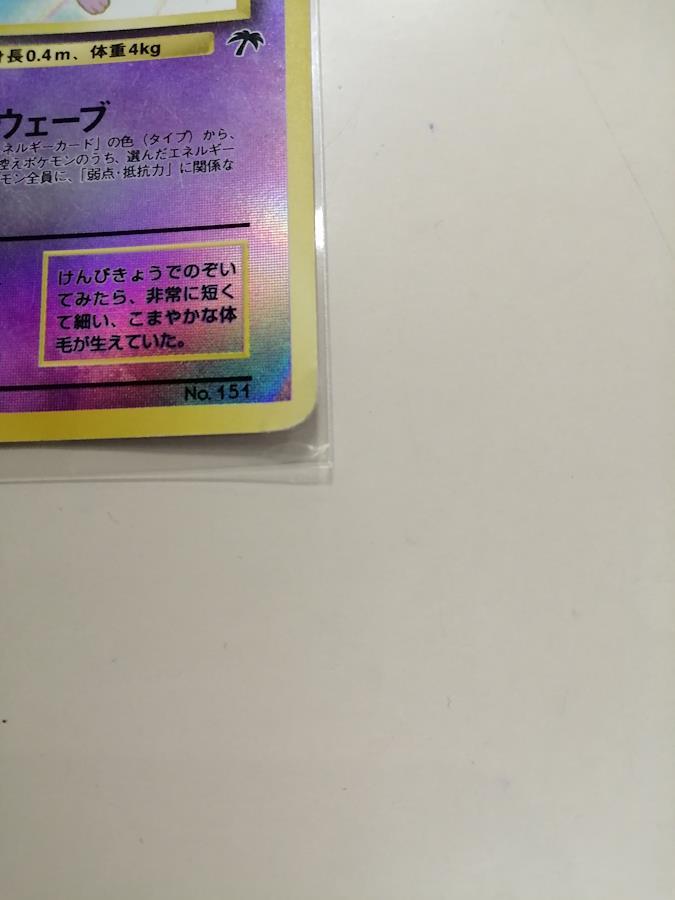 長0.4m、体重4kg
ウェーブ
ネルギーカード」の色（タイプ）から、
控えポケモンのうち、選んだエネルギー
モン全員に、「弱点・抵抗力」に関係な
けんびきょうでのぞい
てみたら、非常に短く
て細い、こまやかな体
毛が生えていた。
No. 151